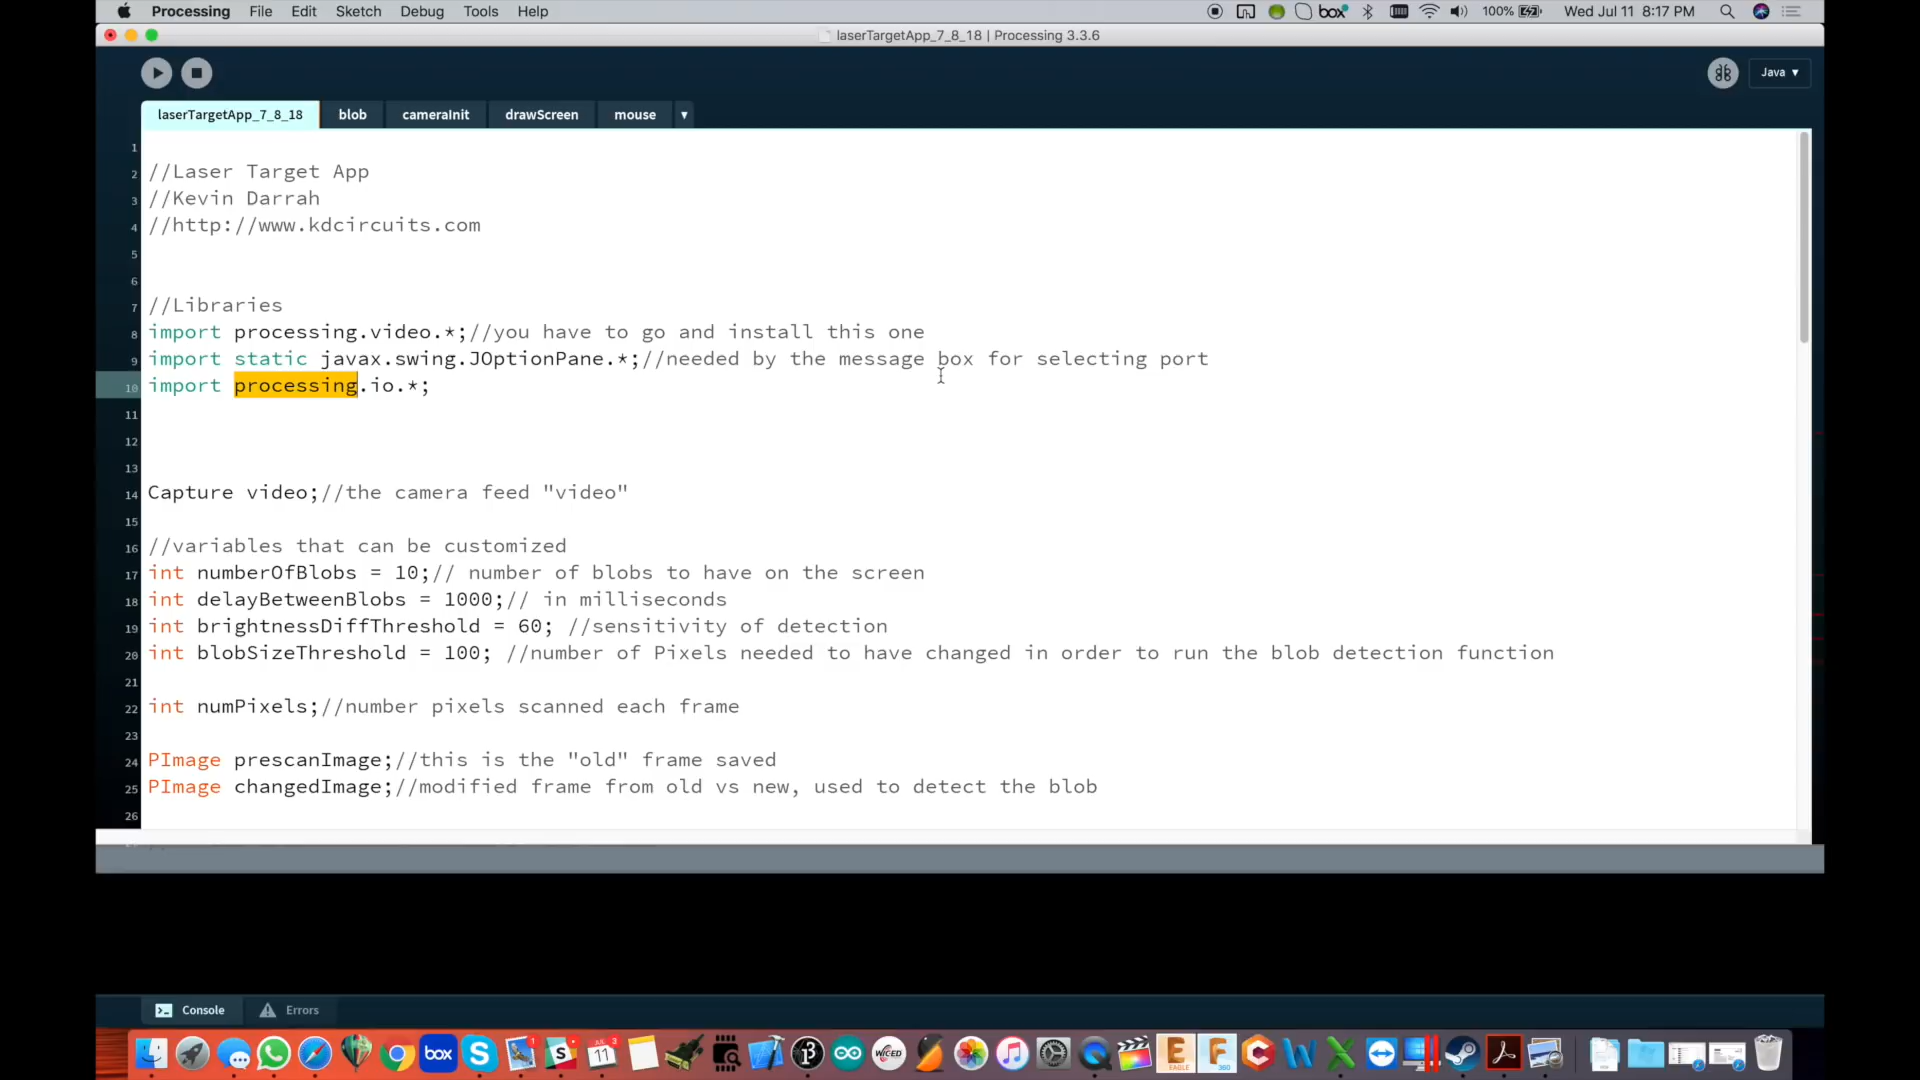 Processing File Edit Sketch Debug Tools Help box 100% Wed Jul 11 8:17 PM
laserTargetApp_7_8_18 | Processing 3.3.6
Java ▾
laserTargetApp_7_8_18 blob cameraInit drawScreen mouse ▾
1
2 //Laser Target App
3 //Kevin Darrah
4 //http://www.kdcircuits.com
5
6
7 //Libraries
8 import processing.video.*;//you have to go and install this one
9 import static javax.swing.JOptionPane.*;//needed by the message box for selecting port
10 import processing.io.*;
11
12
13
14 Capture video;//the camera feed "video"
15
16 //variables that can be customized
17 int numberOfBlobs = 10;// number of blobs to have on the screen
18 int delayBetweenBlobs = 1000;// in milliseconds
19 int brightnessDiffThreshold = 60; //sensitivity of detection
20 int blobSizeThreshold = 100; //number of Pixels needed to have changed in order to run the blob detection function
21
22 int numPixels;//number pixels scanned each frame
23
24 PImage prescanImage;//this is the "old" frame saved
25 PImage changedImage;//modified frame from old vs new, used to detect the blob
26
Console Errors
box S S JUL 11 3 WICED E EAGLE F 360 C W X